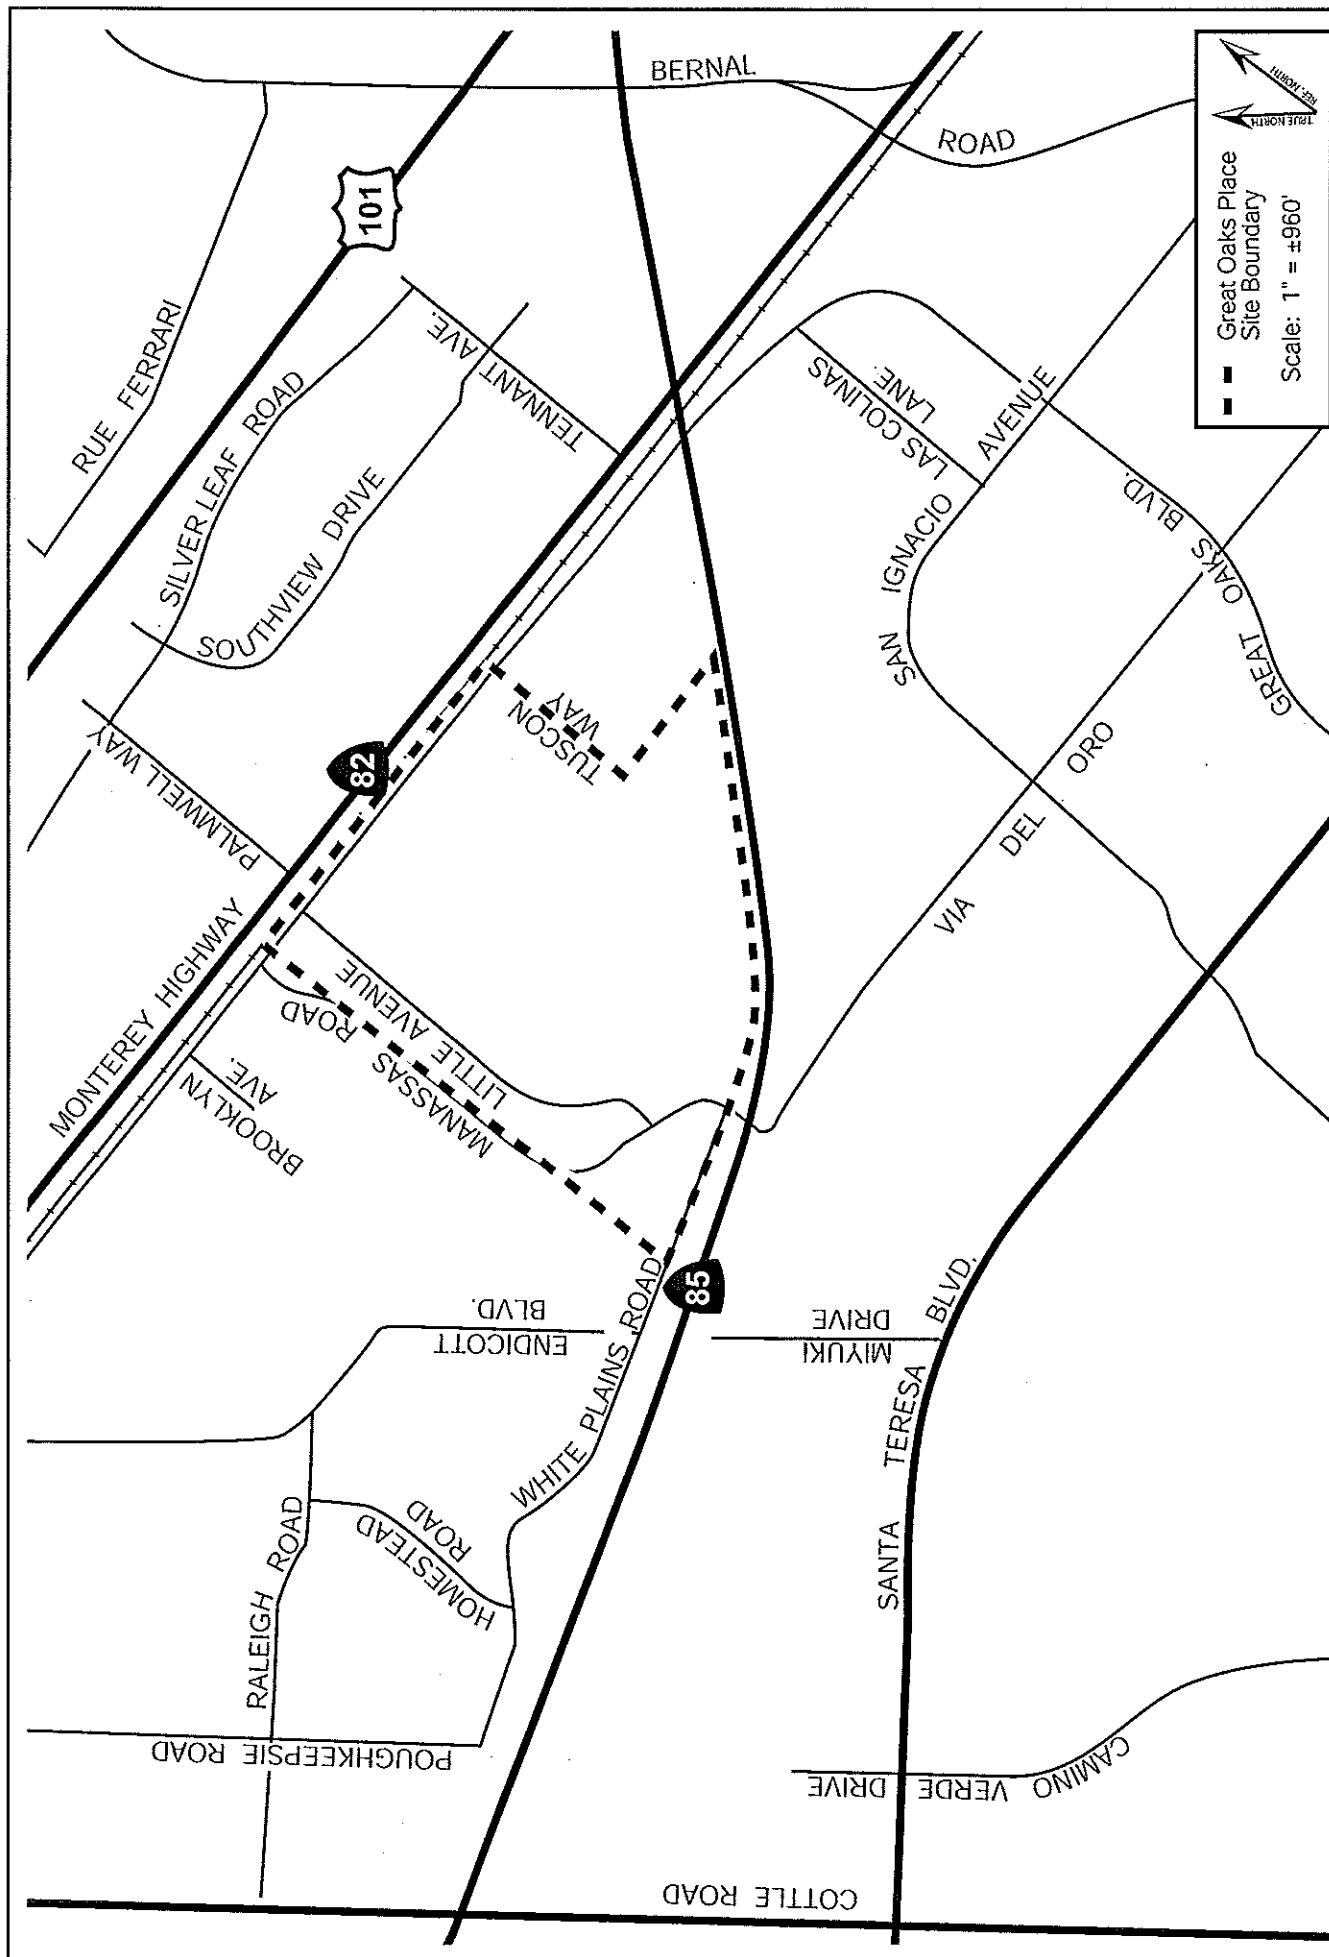 BERNAL
ROAD
RUE FERRARI
101
SILVER LEAF ROAD
SOUTHVIEW DRIVE
TENNANT AVE.
PALMWELL WAY
82
MONTEREY HIGHWAY
BROOKLYN
AVE.
MANASSAS ROAD
LITTLE AVENUE
TUSCON
WAY
LAS COLINAS
LANE
SAN IGNACIO AVENUE
GREAT OAKS BLVD.
VIA DEL ORO
ENDICOTT
BLVD.
WHITE PLAINS ROAD
85
MIYUKI
DRIVE
SANTA TERESA BLVD.
RALEIGH ROAD
HOMESTEAD
ROAD
POUGHKEEPSIE ROAD
CAMINO VERDE DRIVE
COTTLE ROAD
Great Oaks Place
Site Boundary
Scale: 1" = ±960'
TRUE NORTH
REF. NORTH